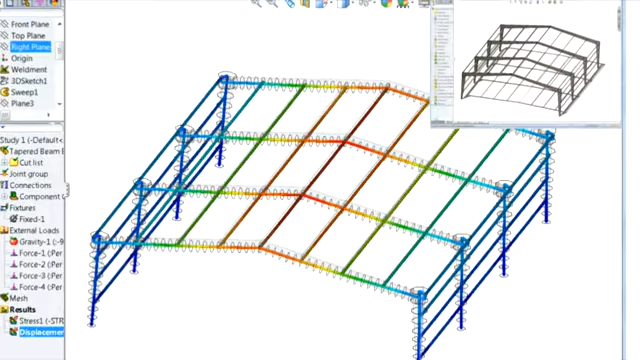 Front Plane
Top Plane
Right Plane
Origin
Weldment
3DSketch1
Sweep1
Plane3
Study 1 (-Default<
Tapered Beam
Cut list
Joint group
Connections
Component
Fixtures
Fixed-1
External Loads
Gravity-1 (-9
Force-1 (:Per
Force-2 (:Per
Force-3 (:Per
Force-4 (:Per
Mesh
Results
Stress1 (-STR
Displacemen